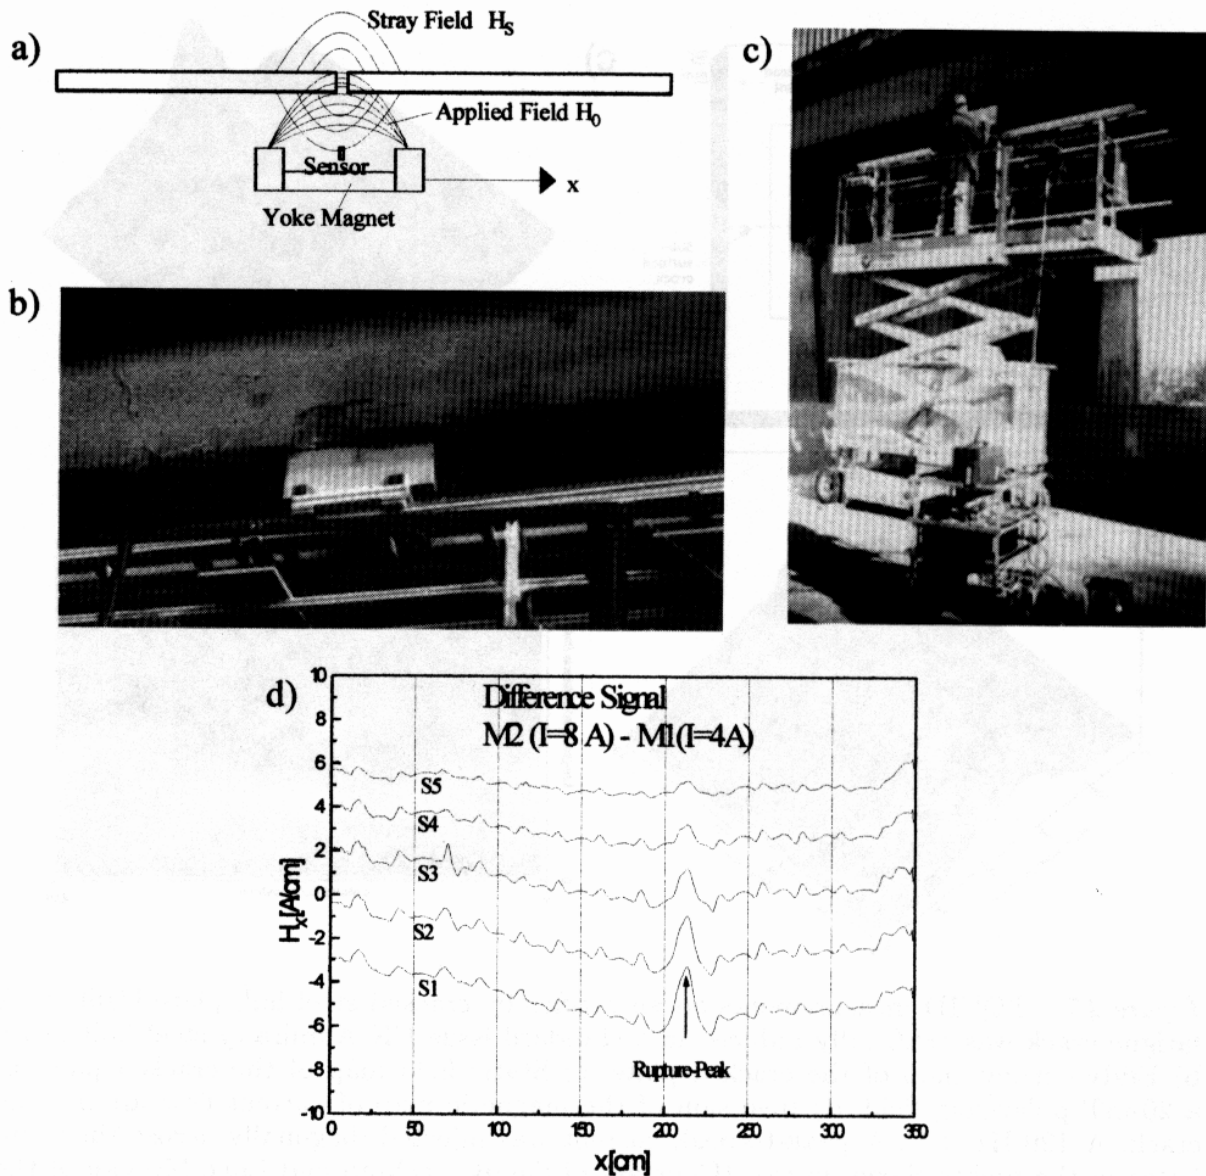 a)
Stray Field H_S
Applied Field H_0
Sensor
x
Yoke Magnet
b)
c)
d)
Difference Signal
M2 (I=8 A) - M1(I=4A)
S5
S4
S3
S2
S1
Rupture-Peak
H_x[A/cm]
10
8
6
4
2
0
-2
-4
-6
-8
-10
0
50
100
150
200
250
300
350
x[cm]